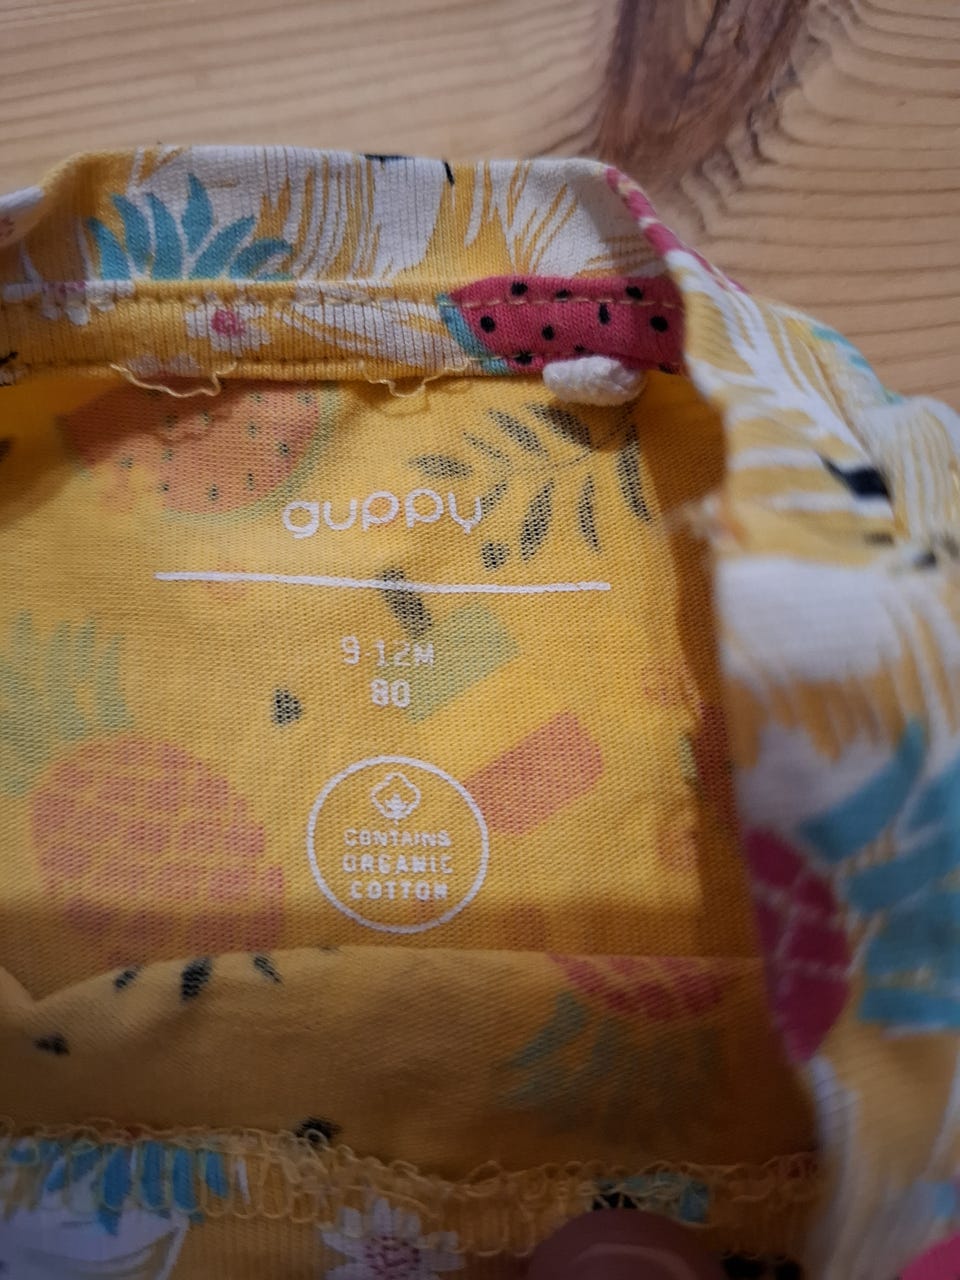 guppy
9-12M
80
CONTAINS
ORGANIC
COTTON